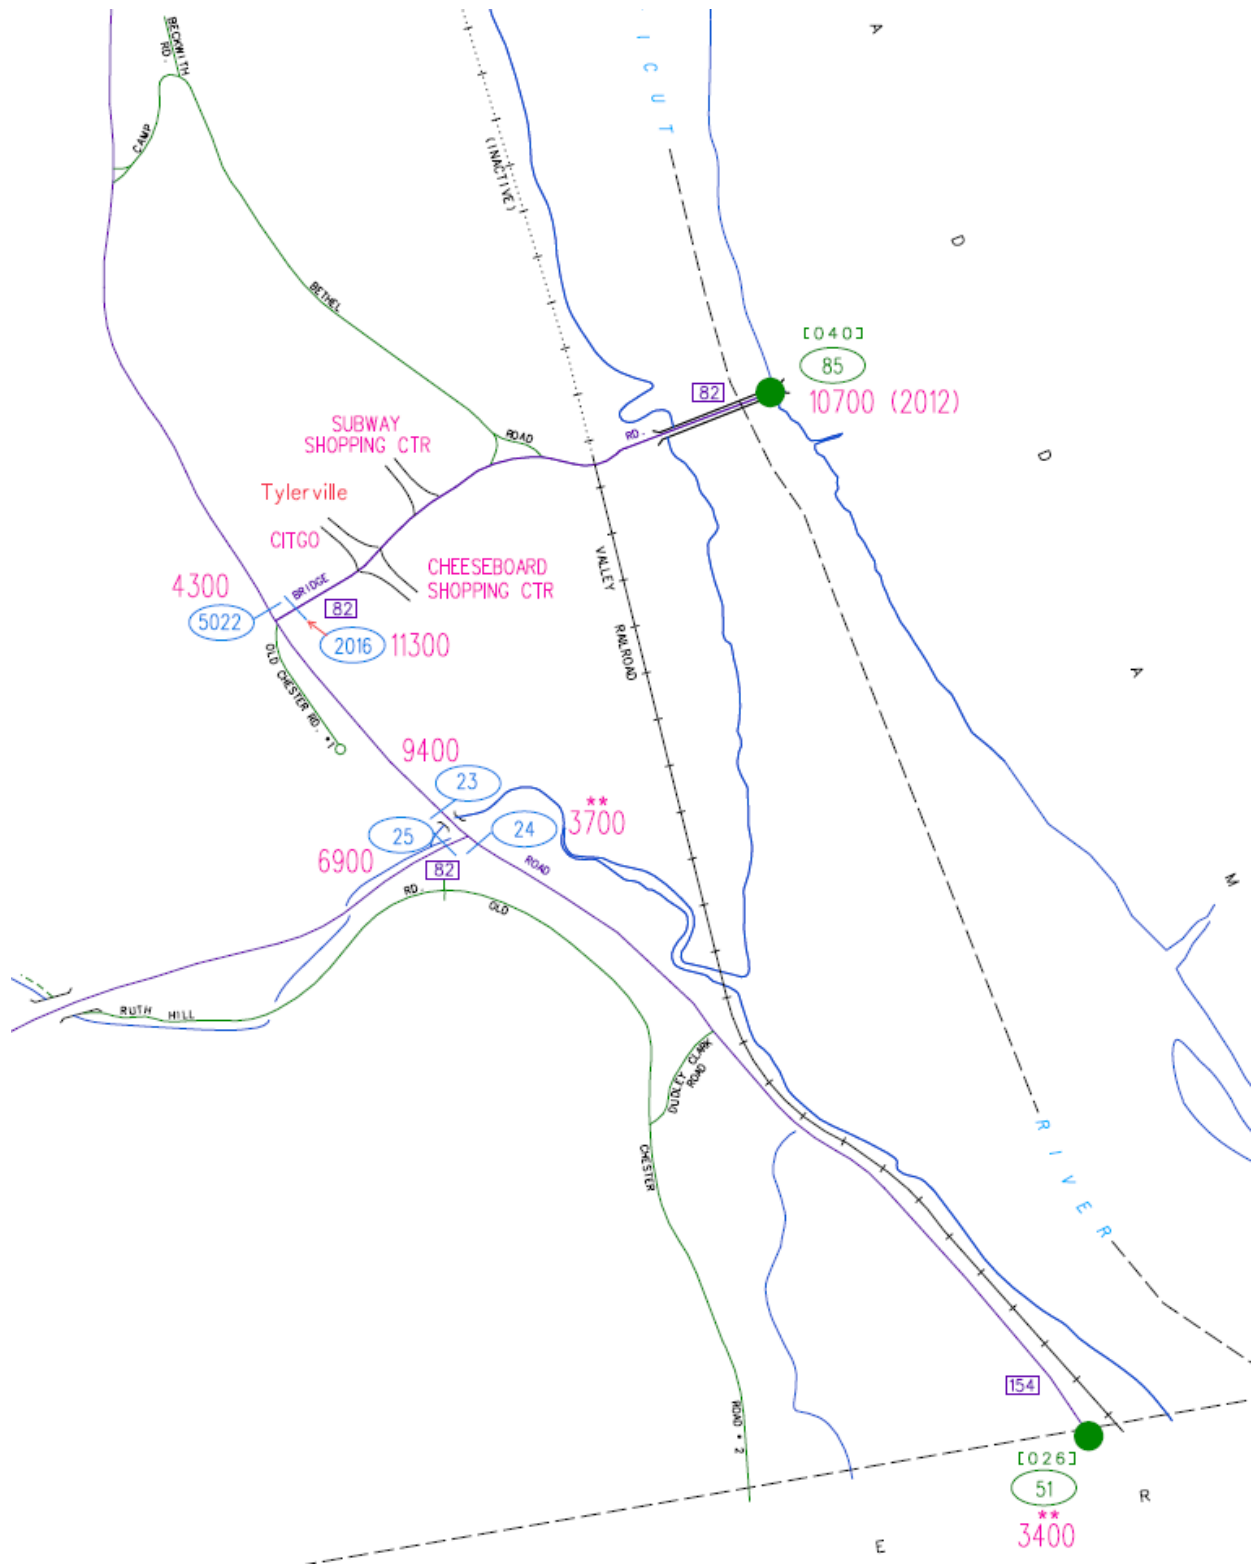 BECKWITH
RD.
I C U T
A
CAMP
(INACTIVE)
D
BETHEL
[040]
85
82
10700 (2012)
SUBWAY
SHOPPING CTR
ROAD
RD.
D
Tylerville
CITGO
CHEESEBOARD
SHOPPING CTR
VALLEY
4300
BRIDGE
82
5022
2016
11300
RAILROAD
OLD CHESTER RD. *1
A
9400
23
**
3700
25
24
6900
82
ROAD
RD.
OLD
M
RUTH HILL
DUDLEY CLARK
ROAD
CHESTER
R I V E R
154
ROAD * 2
[026]
51
R
**
3400
E